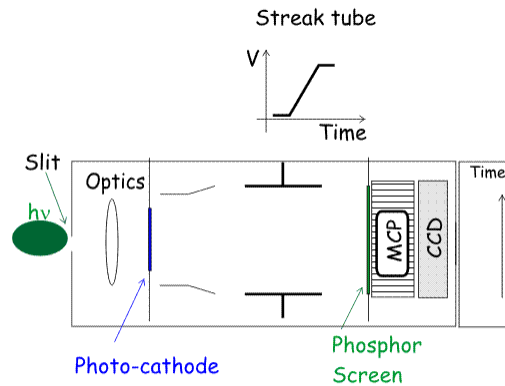 Streak tube
V
Time
Slit
Optics
Time
hν
MCP
CCD
Photo-cathode
Phosphor
Screen